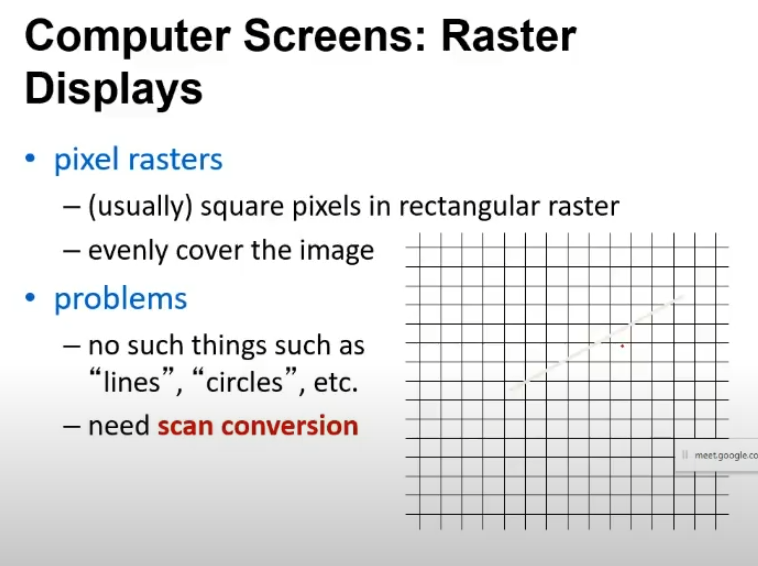 Computer Screens: Raster
Displays
• pixel rasters
– (usually) square pixels in rectangular raster
– evenly cover the image
• problems
– no such things such as
“lines”, “circles”, etc.
– need scan conversion
meet.google.co